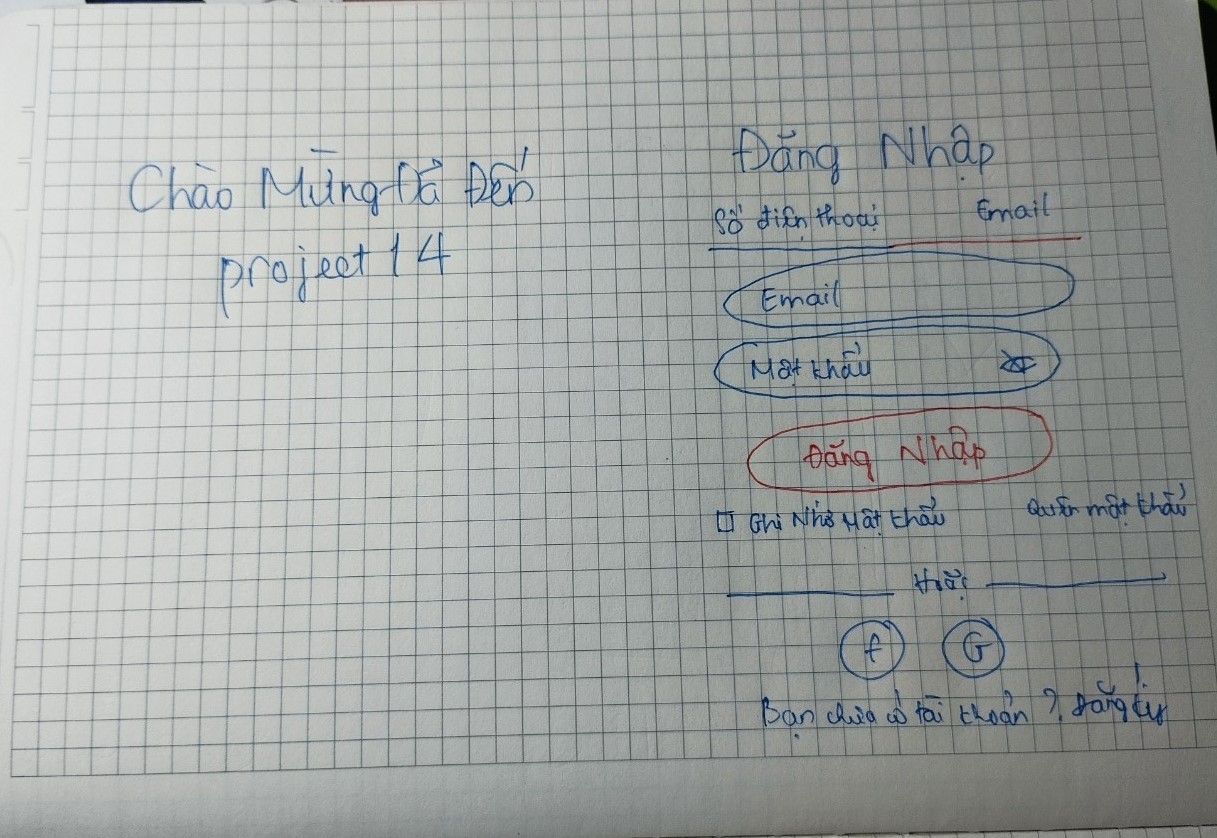 Chào Mừng Đã Đến
project 14
Đăng Nhập
Số điện thoại Email
Email
Mật khẩu
Đăng Nhập
Ghi Nhớ Mật khẩu Quên mật khẩu
Hoặc
f G
Bạn chưa có tài khoản ? đăng ký